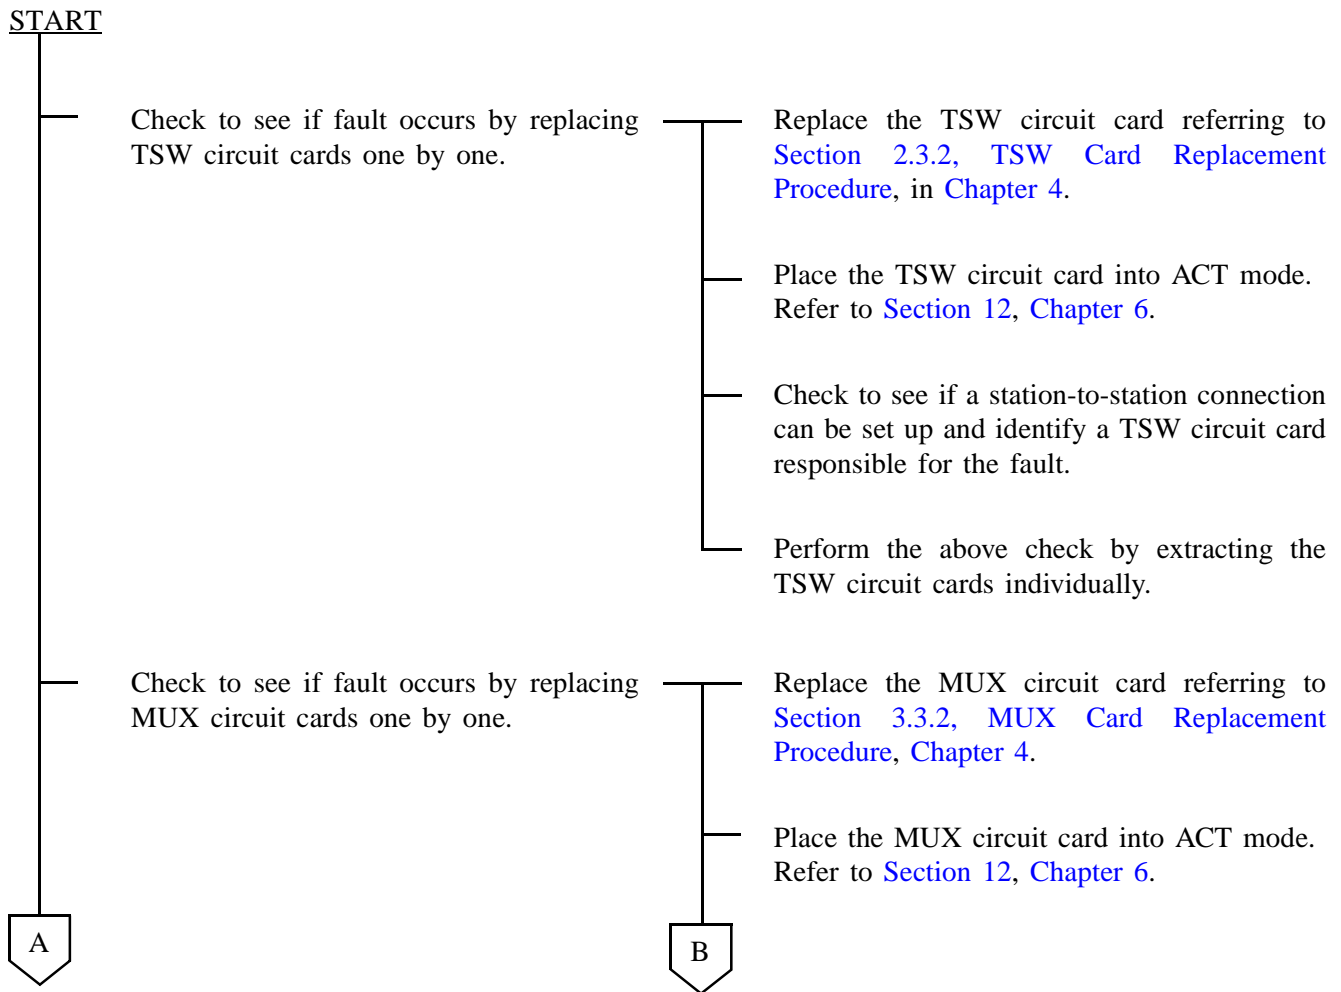 START
Check to see if fault occurs by replacing
TSW circuit cards one by one.
Replace the TSW circuit card referring to
Section 2.3.2, TSW Card Replacement
Procedure, in Chapter 4.
Place the TSW circuit card into ACT mode.
Refer to Section 12, Chapter 6.
Check to see if a station-to-station connection
can be set up and identify a TSW circuit card
responsible for the fault.
Perform the above check by extracting the
TSW circuit cards individually.
Check to see if fault occurs by replacing
MUX circuit cards one by one.
Replace the MUX circuit card referring to
Section 3.3.2, MUX Card Replacement
Procedure, Chapter 4.
Place the MUX circuit card into ACT mode.
Refer to Section 12, Chapter 6.
A
B